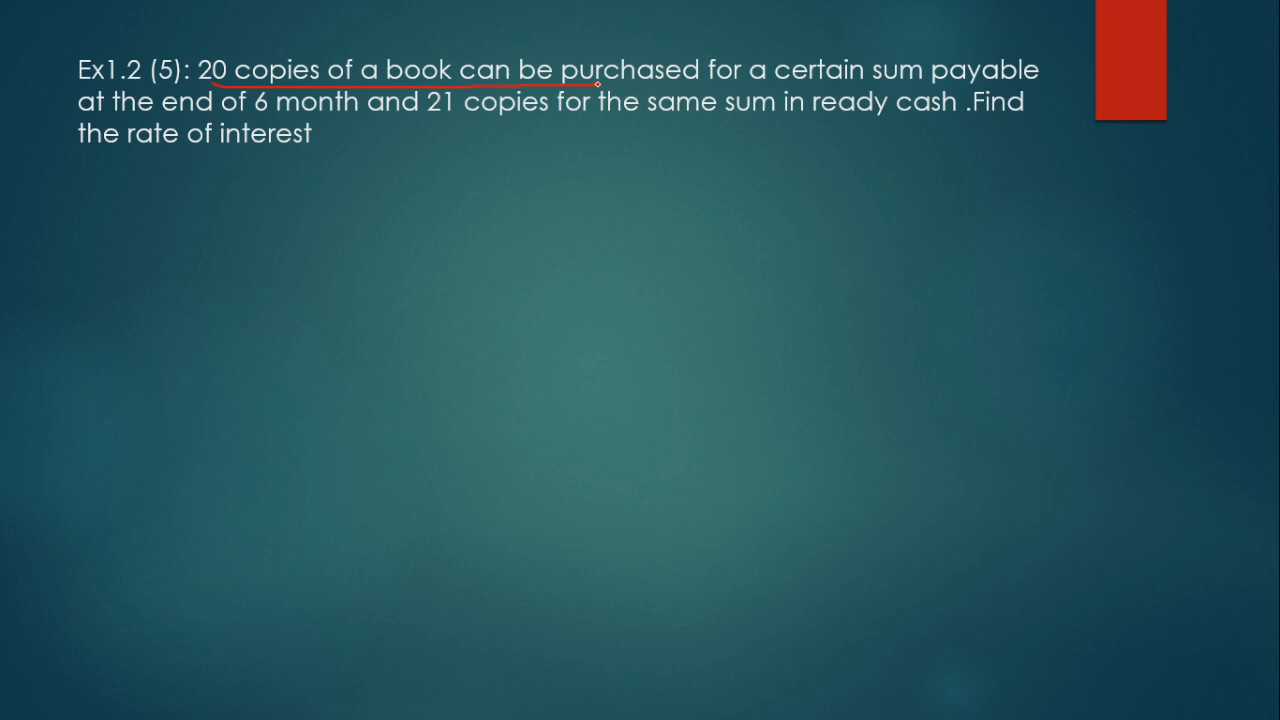 Ex1.2 (5): 20 copies of a book can be purchased for a certain sum payable
at the end of 6 month and 21 copies for the same sum in ready cash .Find
the rate of interest